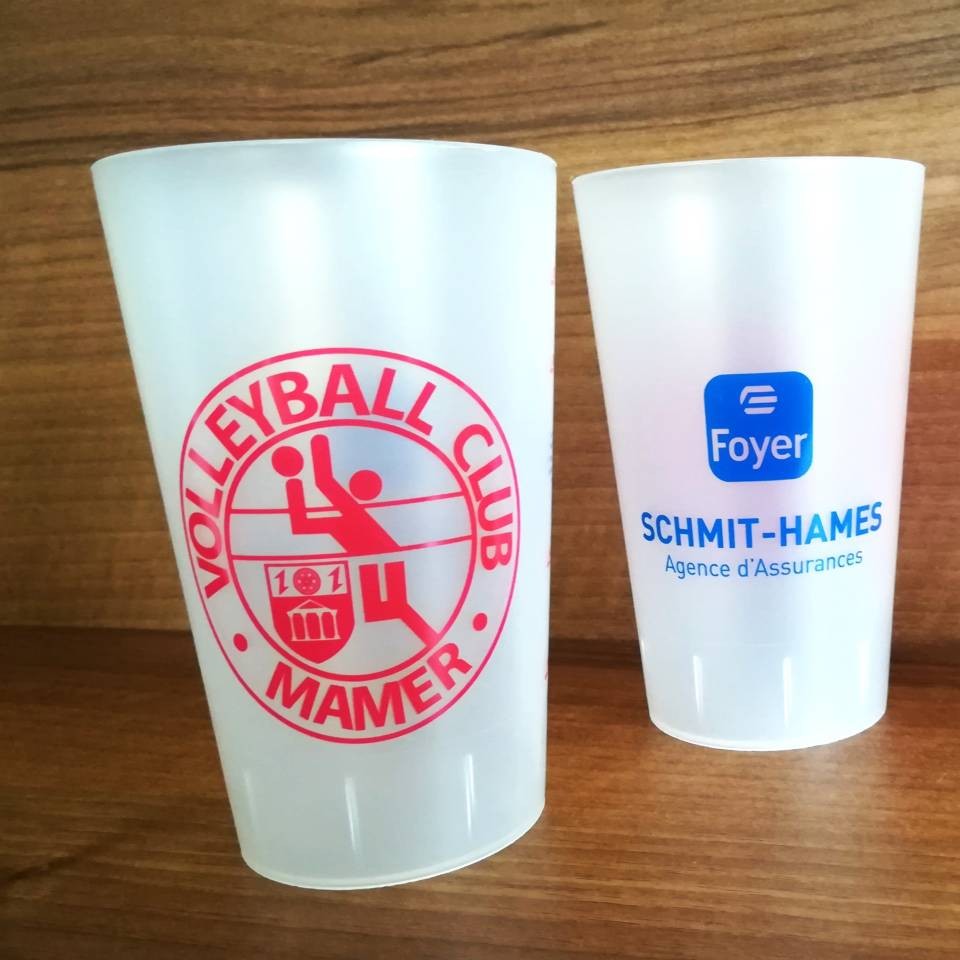 VOLLEYBALL CLUB
MAMER
Foyer
SCHMIT-HAMES
Agence d'Assurances